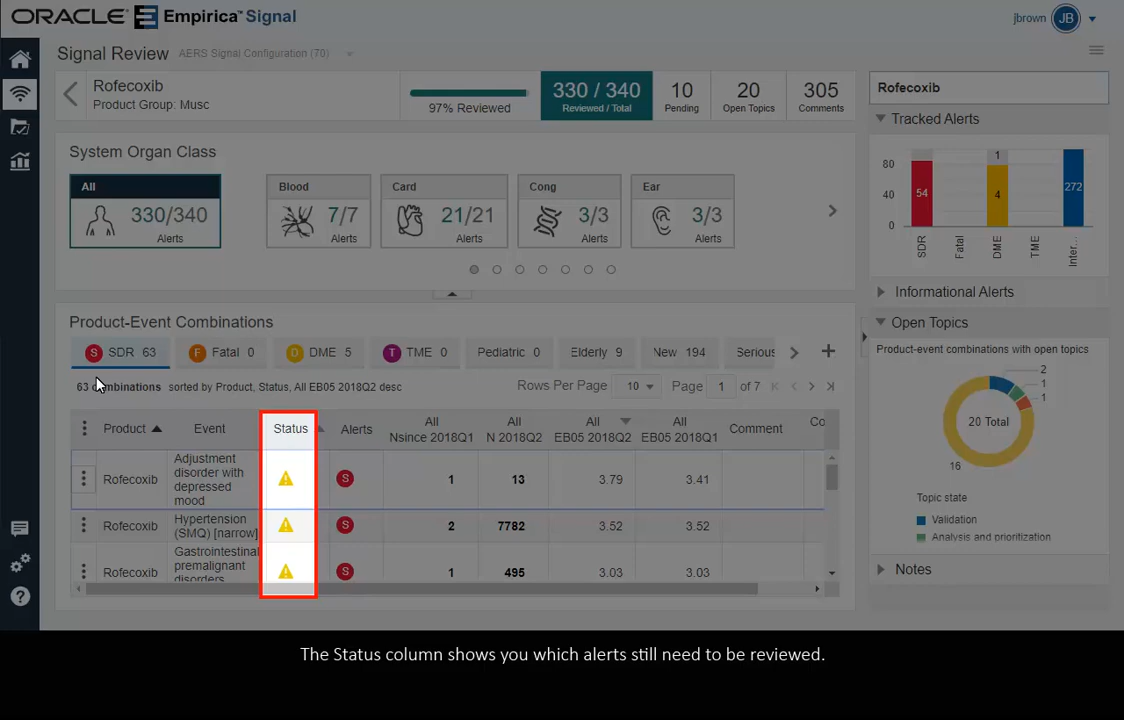 ORACLE Empirica™ Signal
jbrown JB
Signal Review AERS Signal Configuration (70)
Rofecoxib
Product Group: Musc
97% Reviewed
330 / 340
Reviewed / Total
10
Pending
20
Open Topics
305
Comments
System Organ Class
All
330/340
Alerts
Blood
7/7
Alerts
Card
21/21
Alerts
Cong
3/3
Alerts
Ear
3/3
Alerts
Product-Event Combinations
S SDR 63
F Fatal 0
D DME 5
T TME 0
Pediatric 0
Elderly 9
New 194
Serious
63 combinations sorted by Product, Status, All EB05 2018Q2 desc
Rows Per Page 10 Page 1 of 7
Product Event Status Alerts All Nsince 2018Q1 All N 2018Q2 All EB05 2018Q2 All EB05 2018Q1 Comment Co
Rofecoxib Adjustment disorder with depressed mood S 1 13 3.79 3.41
Rofecoxib Hypertension (SMQ) [narrow] S 2 7782 3.52 3.52
Rofecoxib Gastrointestinal premalignant disorders S 1 495 3.03 3.03
Rofecoxib
Tracked Alerts
80
40
0
54
1
4
272
SDR
Fatal
DME
TME
Inter...
Informational Alerts
Open Topics
Product-event combinations with open topics
2
1
1
20 Total
16
Topic state
Validation
Analysis and prioritization
Notes
The Status column shows you which alerts still need to be reviewed.